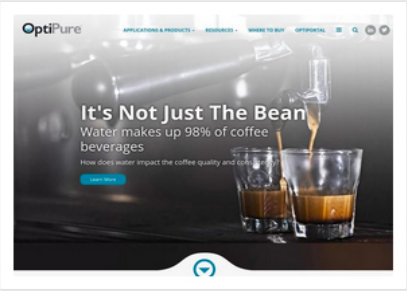 OptiPure
APPLICATIONS & PRODUCTS
RESOURCES
WHERE TO BUY
OPTIPORTAL
It's Not Just The Bean
Water makes up 98% of coffee
beverages
How does water impact the coffee quality and consistency?
Learn More